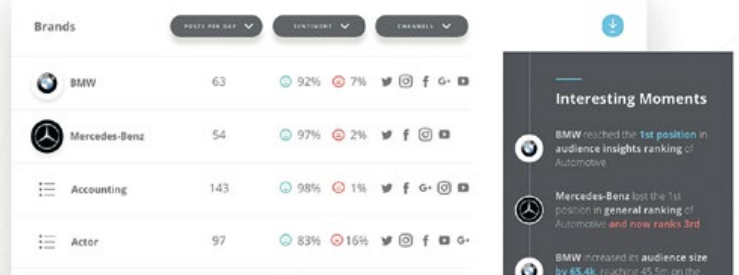 Brands
POSTS PER DAY
SENTIMENT
CHANNELS
BMW 63 92% 7%
Mercedes-Benz 54 97% 2%
Accounting 143 98% 1%
Actor 97 83% 16%
Interesting Moments
BMW reached the 1st position in
audience insights ranking of
Automotive
Mercedes-Benz lost the 1st
position in general ranking of
Automotive and now ranks 3rd
BMW increased its audience size
by 65.4k, reaching 45.5m on the